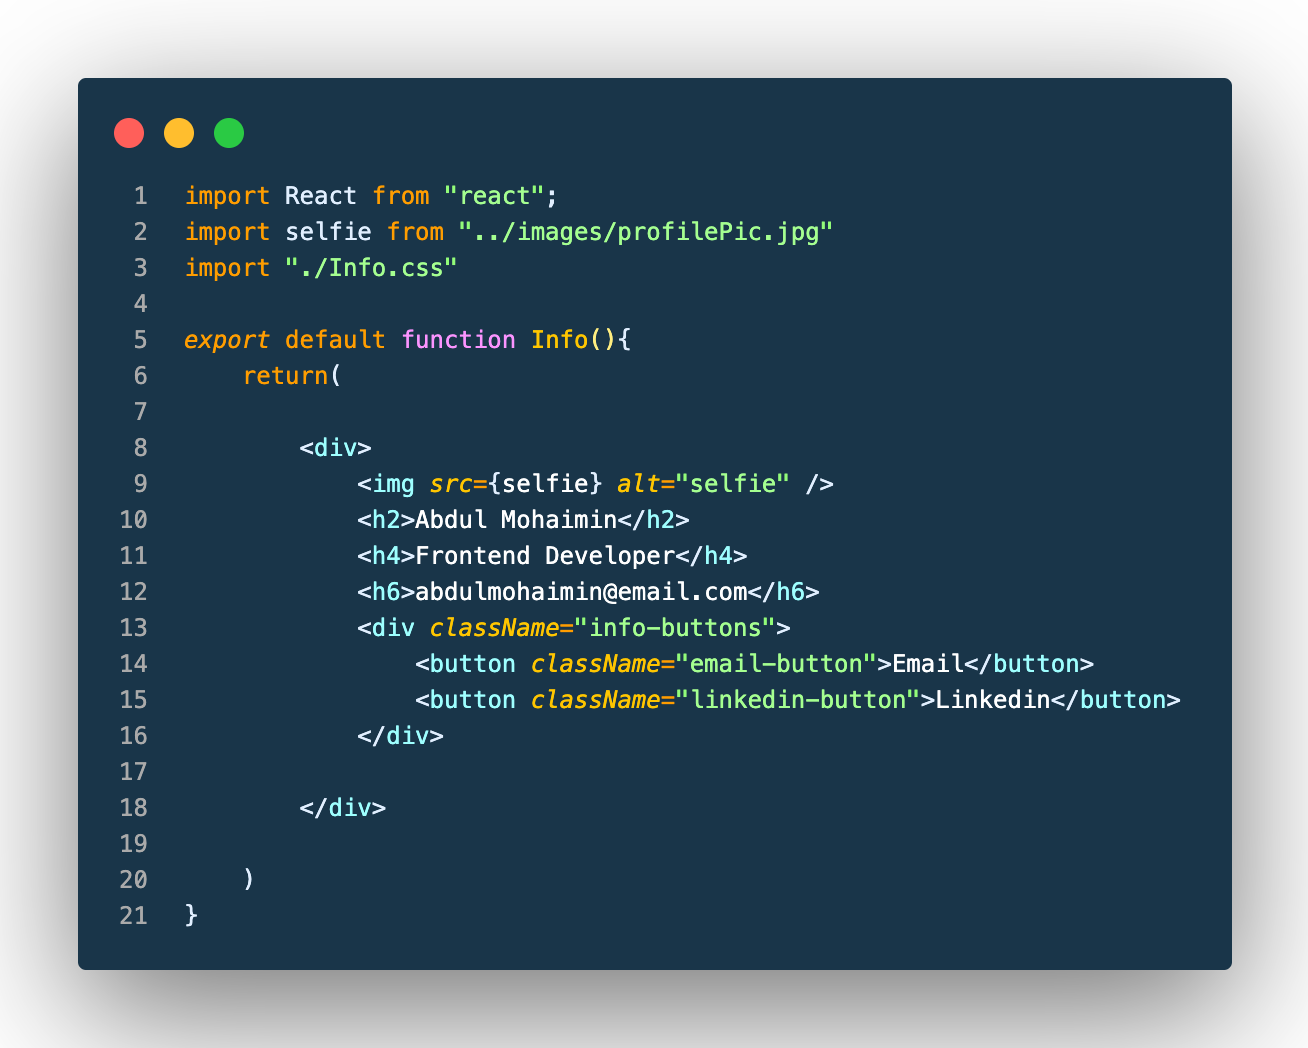 1 import React from "react";
2 import selfie from "../images/profilePic.jpg"
3 import "./Info.css"
4
5 export default function Info(){
6     return(
7
8         <div>
9             <img src={selfie} alt="selfie" />
10             <h2>Abdul Mohaimin</h2>
11             <h4>Frontend Developer</h4>
12             <h6>abdulmohaimin@email.com</h6>
13             <div className="info-buttons">
14                 <button className="email-button">Email</button>
15                 <button className="linkedin-button">Linkedin</button>
16             </div>
17
18         </div>
19
20     )
21 }